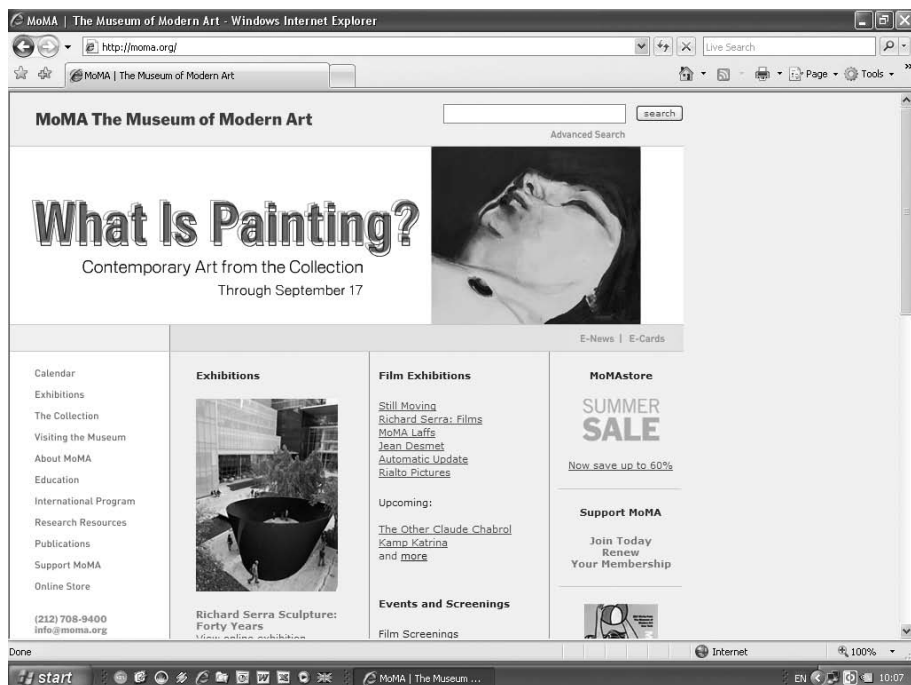 MoMA | The Museum of Modern Art - Windows Internet Explorer
http://moma.org/
Live Search
MoMA | The Museum of Modern Art
Page
Tools
MoMA The Museum of Modern Art
search
Advanced Search
What Is Painting?
Contemporary Art from the Collection
Through September 17
E-News | E-Cards
Calendar
Exhibitions
The Collection
Visiting the Museum
About MoMA
Education
International Program
Research Resources
Publications
Support MoMA
Online Store
(212) 708-9400
info@moma.org
Exhibitions
Richard Serra Sculpture:
Forty Years
View online exhibition
Film Exhibitions
Still Moving
Richard Serra: Films
MoMA Laffs
Jean Desmet
Automatic Update
Rialto Pictures
Upcoming:
The Other Claude Chabrol
Kamp Katrina
and more
Events and Screenings
Film Screenings
MoMAstore
SUMMER
SALE
Now save up to 60%
Support MoMA
Join Today
Renew
Your Membership
Done
Internet
100%
start
MoMA | The Museum ...
EN
10:07